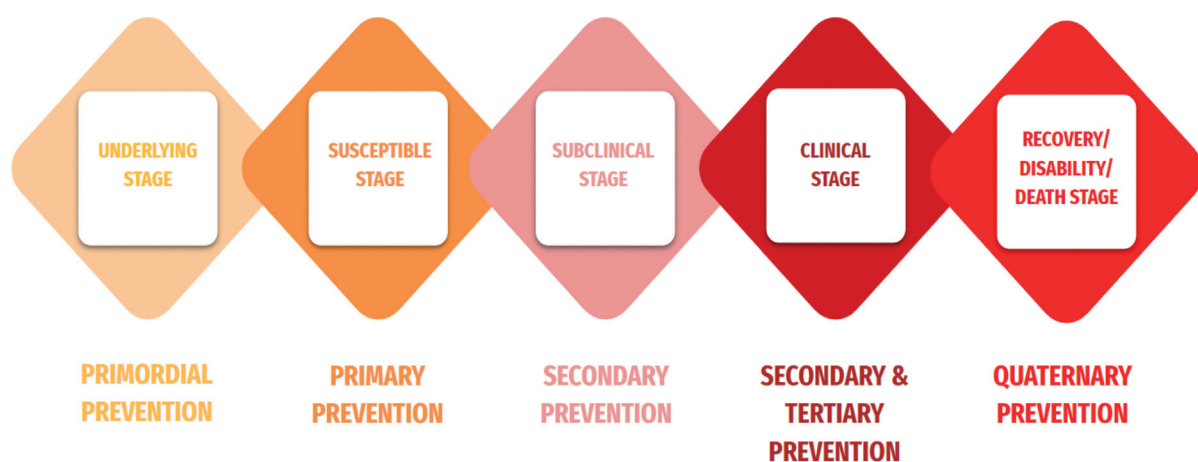 UNDERLYING
STAGE
SUSCEPTIBLE
STAGE
SUBCLINICAL
STAGE
CLINICAL
STAGE
RECOVERY/
DISABILITY/
DEATH STAGE
PRIMORDIAL
PREVENTION
PRIMARY
PREVENTION
SECONDARY
PREVENTION
SECONDARY &
TERTIARY
PREVENTION
QUATERNARY
PREVENTION